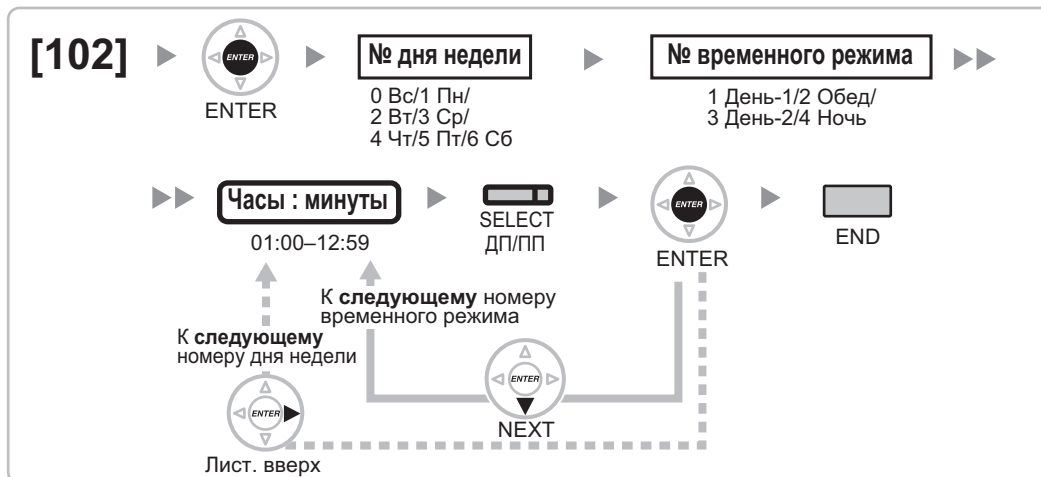 [102]
ENTER
ENTER
№ дня недели
0 Вс/1 Пн/
2 Вт/3 Ср/
4 Чт/5 Пт/6 Сб
№ временного режима
1 День-1/2 Обед/
3 День-2/4 Ночь
Часы : минуты
01:00–12:59
SELECT
ДП/ПП
ENTER
ENTER
END
К следующему номеру
временного режима
К следующему
номеру дня недели
ENTER
NEXT
ENTER
Лист. вверх